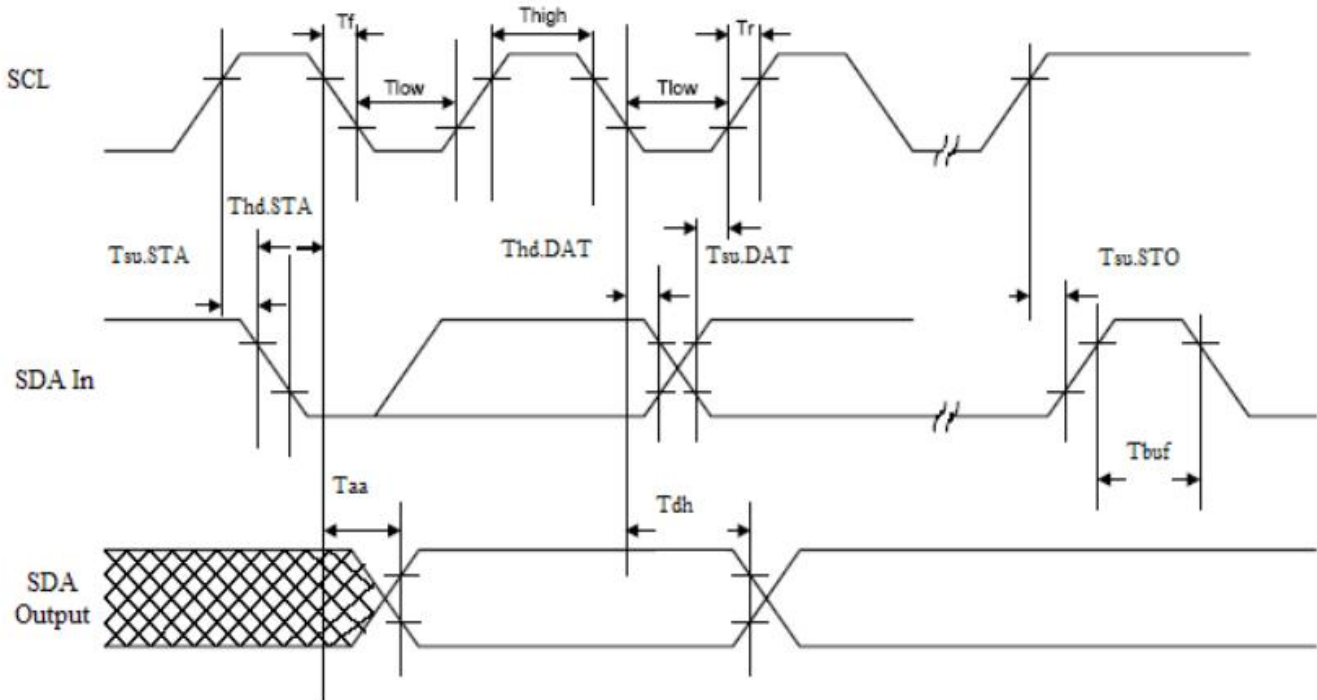 Tf
Thigh
Tr
SCL
Tlow
Tlow
Thd.STA
Tsu.STA
Thd.DAT
Tsu.DAT
Tsu.STO
SDA In
Tbuf
Taa
Tdh
SDA
Output